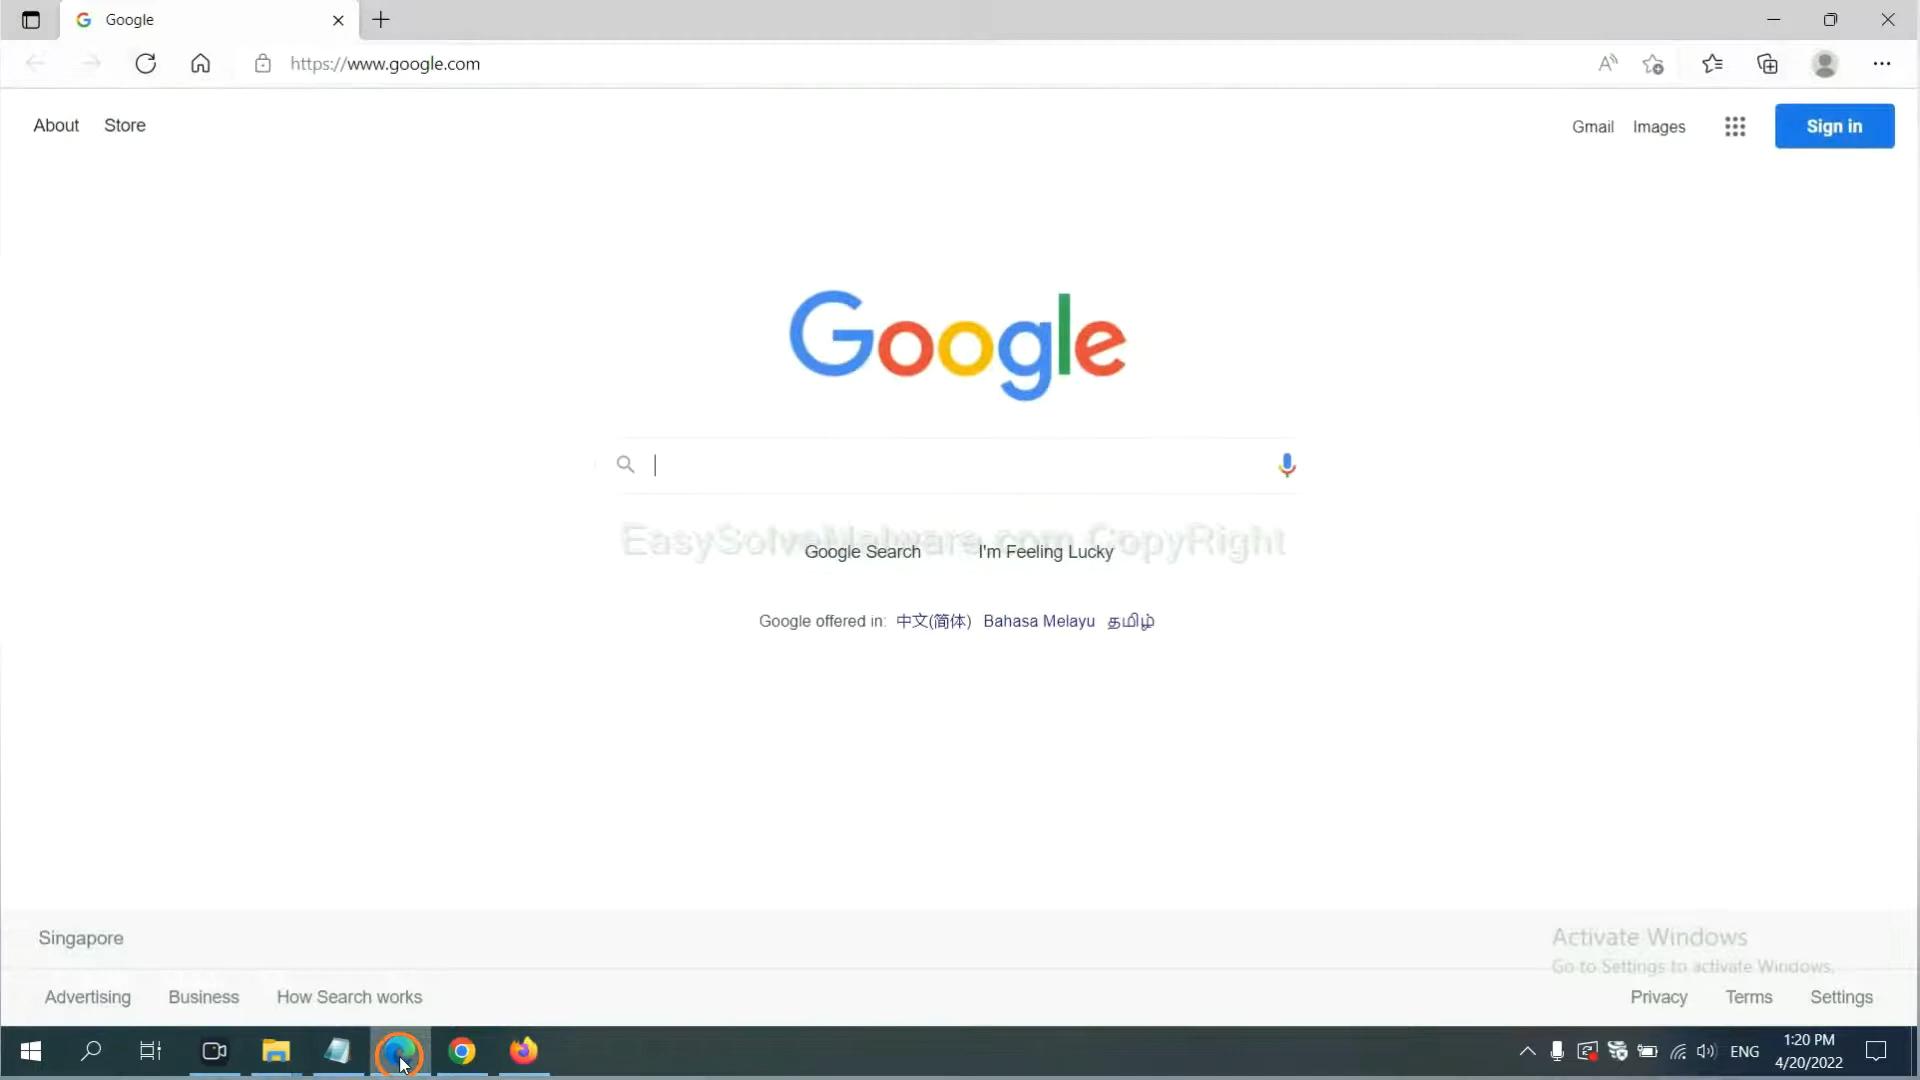 Google
https://www.google.com
About Store
Gmail Images Sign in
Google
EasySolveMalware.com CopyRight
Google Search I'm Feeling Lucky
Google offered in: 中文(简体) Bahasa Melayu தமிழ்
Singapore
Activate Windows
Go to Settings to activate Windows.
Advertising Business How Search works
Privacy Terms Settings
ENG
1:20 PM
4/20/2022